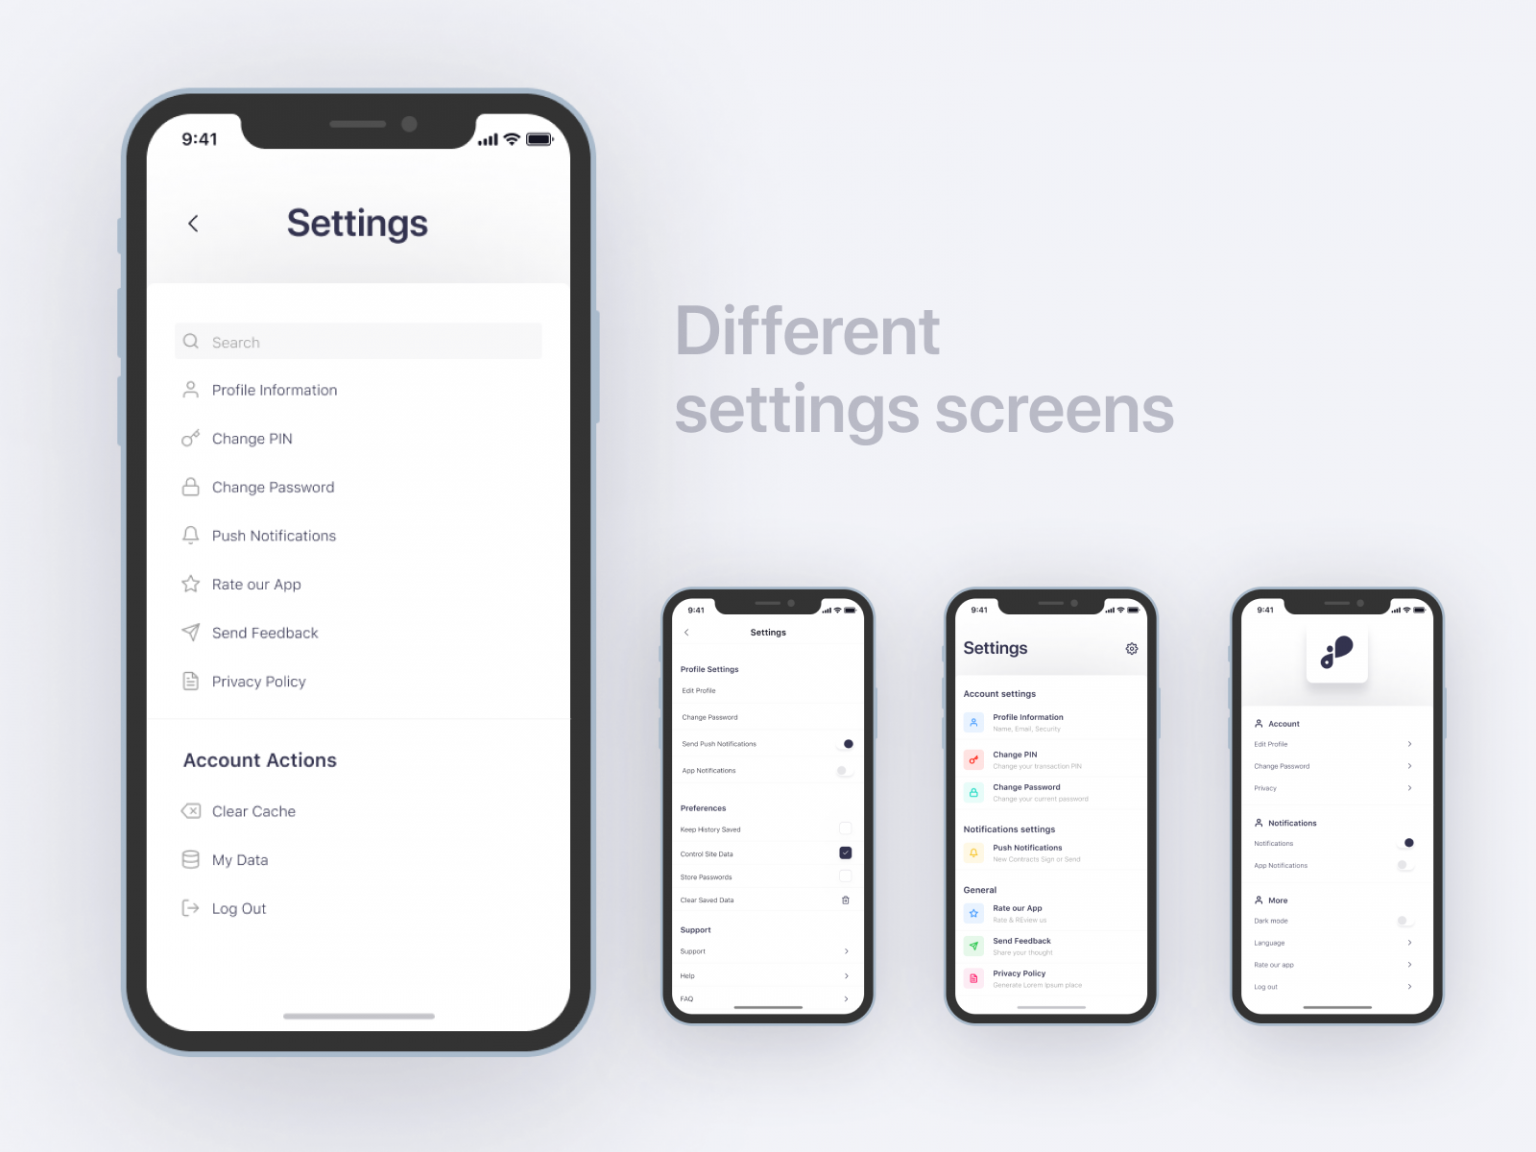 9:41
Settings
Search
Profile Information
Change PIN
Change Password
Push Notifications
Rate our App
Send Feedback
Privacy Policy
Account Actions
Clear Cache
My Data
Log Out
Different
settings screens
9:41
Settings
Profile Settings
Edit Profile
Change Password
Send Push Notifications
App Notifications
Preferences
Keep History Saved
Control Site Data
Store Passwords
Clear Saved Data
Support
Support
Help
FAQ
9:41
Settings
Account settings
Profile Information
Name, Email, Security
Change PIN
Change your transaction PIN
Change Password
Change your current password
Notifications settings
Push Notifications
New Contracts Sign or Send
General
Rate our App
Rate & REview us
Send Feedback
Share your thought
Privacy Policy
Generate Lorem Ipsum place
9:41
Account
Edit Profile
Change Password
Privacy
Notifications
Notifications
App Notifications
More
Dark mode
Language
Rate our app
Log out